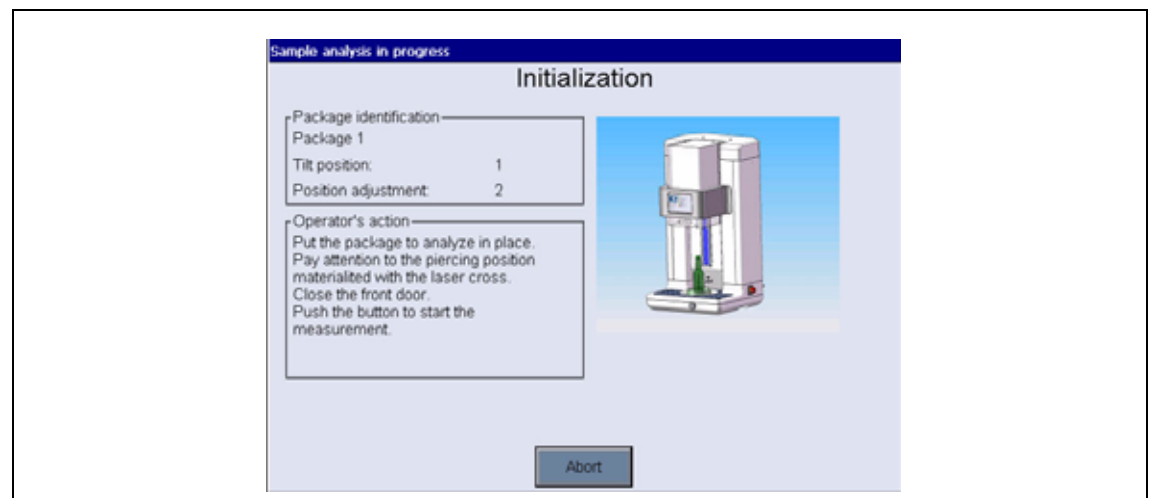 Sample analysis in progress
Initialization
Package identification
Package 1
Tilt position: 1
Position adjustment: 2
Operator's action
Put the package to analyze in place.
Pay attention to the piercing position
materialited with the laser cross.
Close the front door.
Push the button to start the
measurement.
Abort